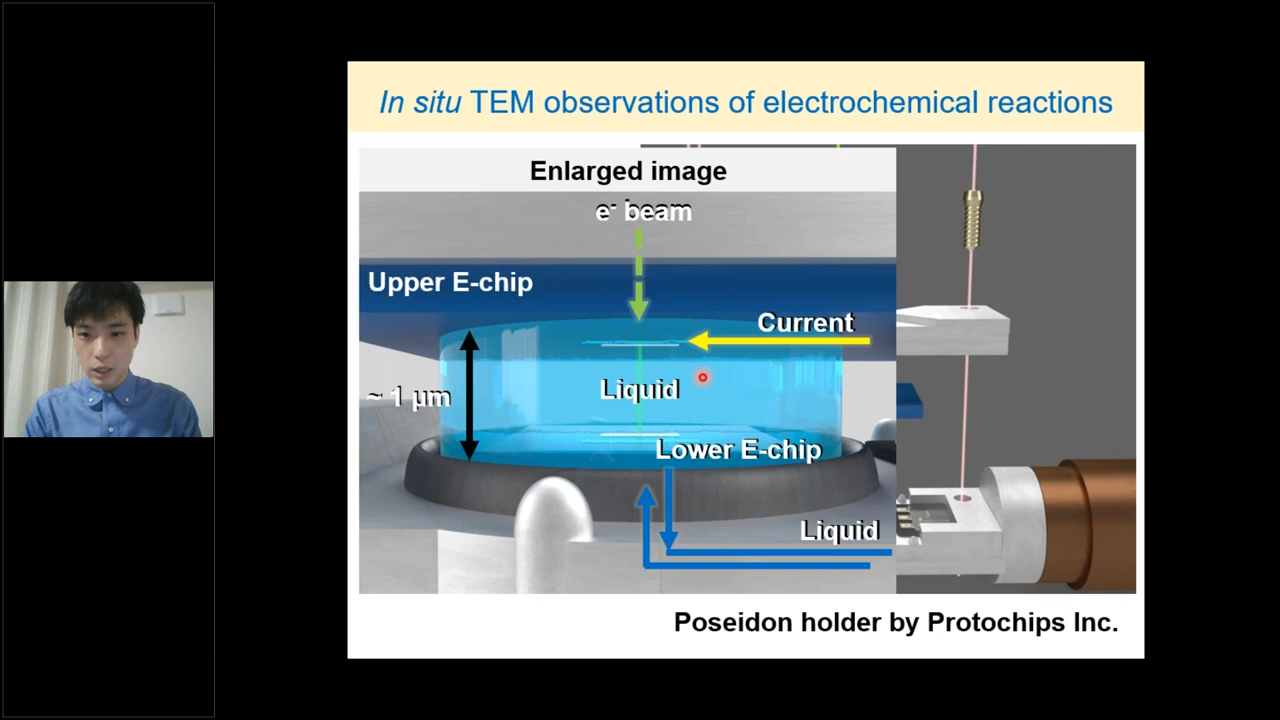 In situ TEM observations of electrochemical reactions
Enlarged image
e- beam
Upper E-chip
Current
Liquid
~ 1 μm
Lower E-chip
Liquid
Poseidon holder by Protochips Inc.